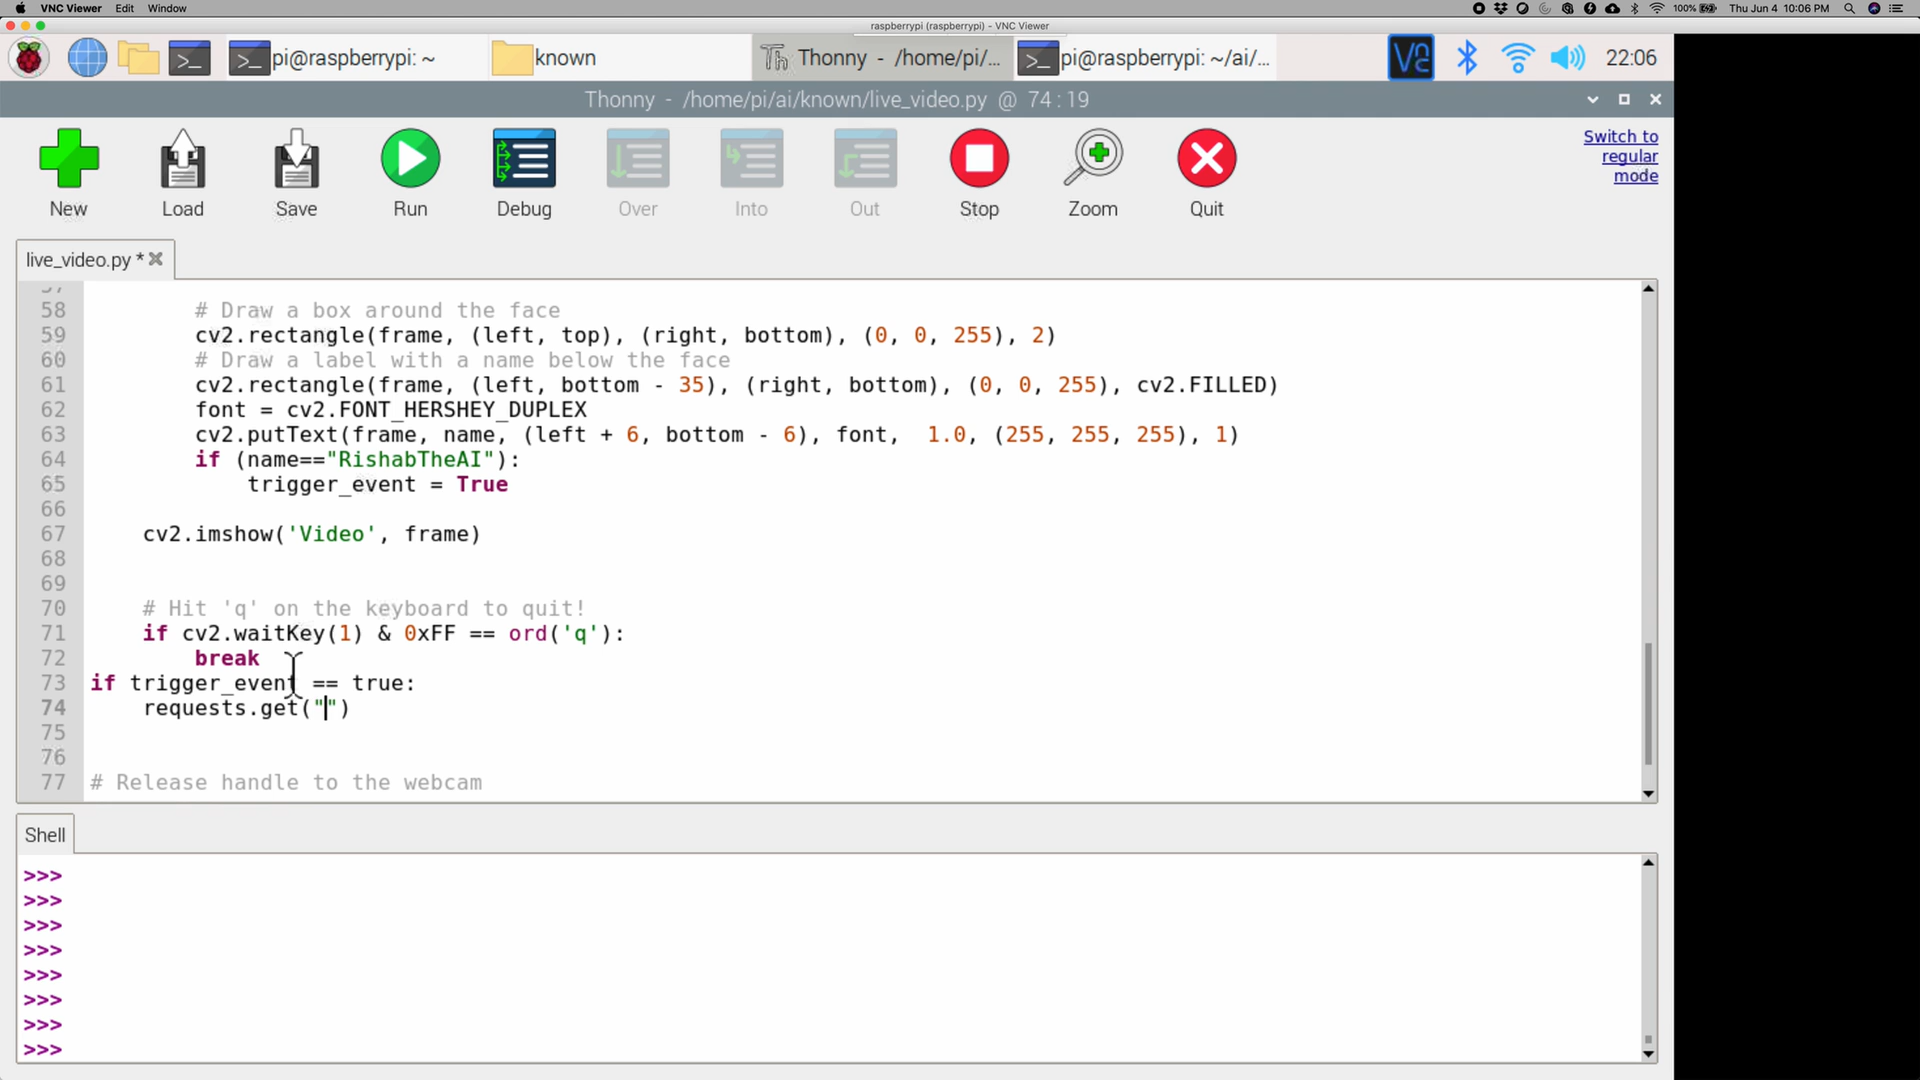 VNC Viewer Edit Window 100% Thu Jun 4 10:06 PM
raspberrypi (raspberrypi) - VNC Viewer
pi@raspberrypi: ~ known Thonny - /home/pi/... pi@raspberrypi: ~/ai/... 22:06
Thonny - /home/pi/ai/known/live_video.py @ 74:19
New Load Save Run Debug Over Into Out Stop Zoom Quit
Switch to
regular
mode
live_video.py *
58         # Draw a box around the face
59         cv2.rectangle(frame, (left, top), (right, bottom), (0, 0, 255), 2)
60         # Draw a label with a name below the face
61         cv2.rectangle(frame, (left, bottom - 35), (right, bottom), (0, 0, 255), cv2.FILLED)
62         font = cv2.FONT_HERSHEY_DUPLEX
63         cv2.putText(frame, name, (left + 6, bottom - 6), font,  1.0, (255, 255, 255), 1)
64         if (name=="RishabTheAI"):
65             trigger_event = True
66
67     cv2.imshow('Video', frame)
68
69
70     # Hit 'q' on the keyboard to quit!
71     if cv2.waitKey(1) & 0xFF == ord('q'):
72         break
73 if trigger_event == true:
74     requests.get("")
75
76
77 # Release handle to the webcam
Shell
>>>
>>>
>>>
>>>
>>>
>>>
>>>
>>>